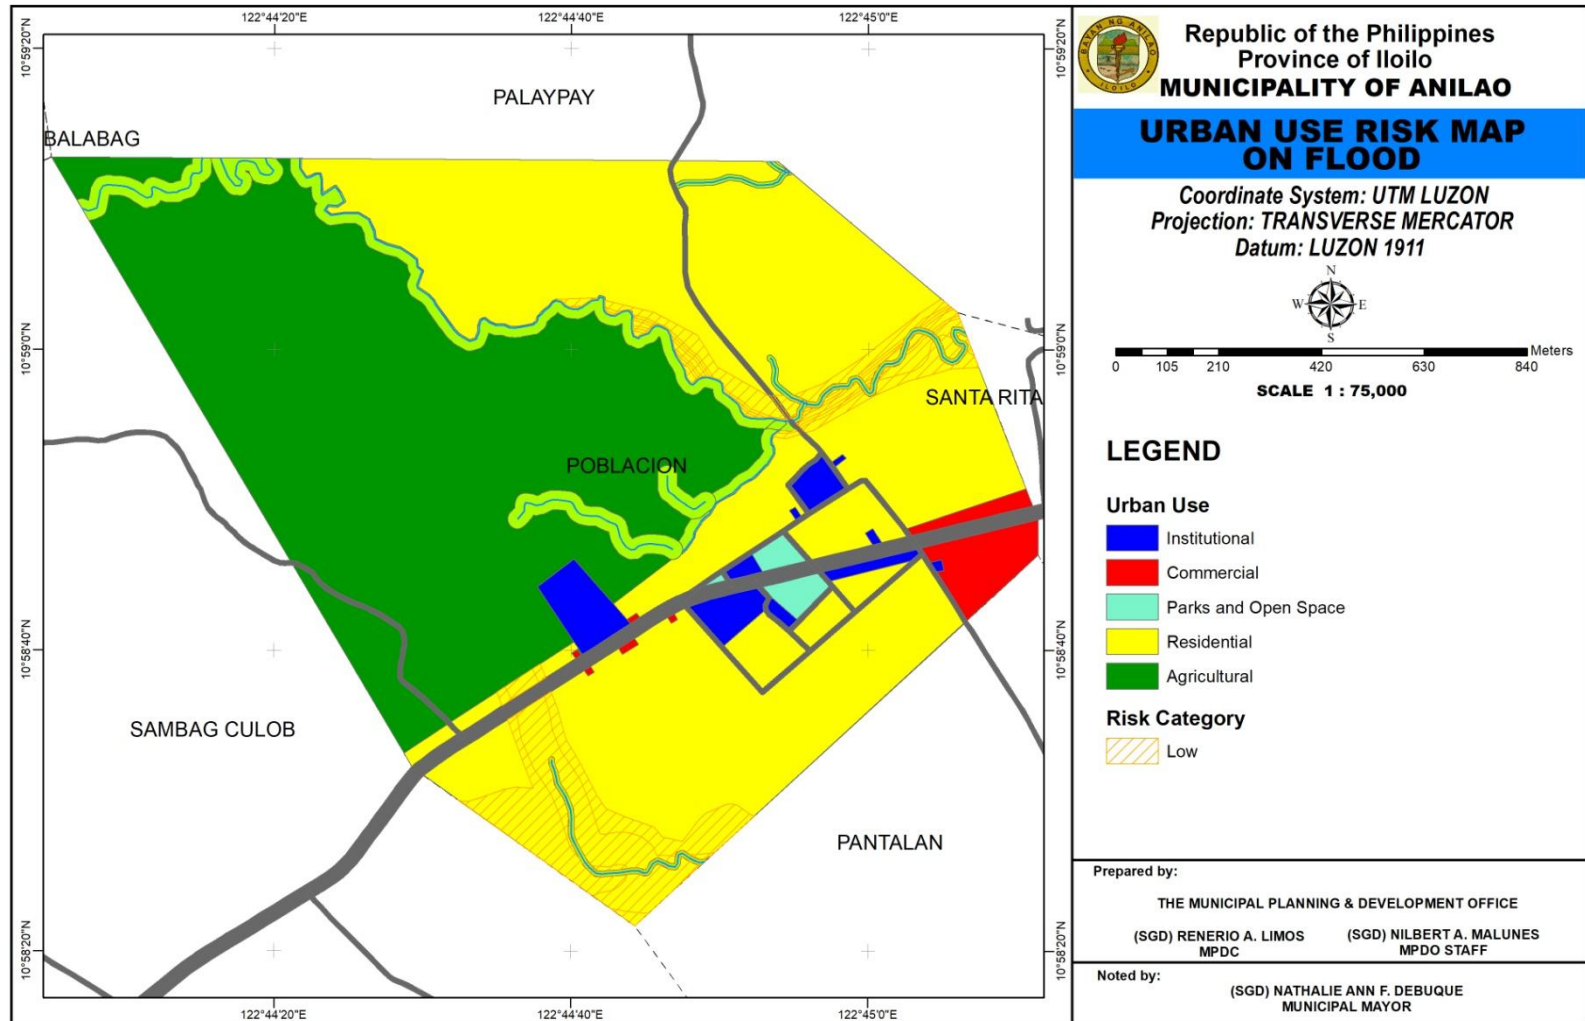 122°44'20"E
122°44'40"E
122°45'0"E
10°59'20"N
10°59'20"N
PALAYPAY
BALABAG
10°59'0"N
10°59'0"N
SANTA RITA
POBLACION
10°58'40"N
10°58'40"N
SAMBAG CULOB
PANTALAN
10°58'20"N
10°58'20"N
122°44'20"E
122°44'40"E
122°45'0"E
BAYAN NG ANILAO
ILOILO
Republic of the Philippines
Province of Iloilo
MUNICIPALITY OF ANILAO
URBAN USE RISK MAP
ON FLOOD
Coordinate System: UTM LUZON
Projection: TRANSVERSE MERCATOR
Datum: LUZON 1911
N
W E
S
Meters
0 105 210 420 630 840
SCALE 1 : 75,000
LEGEND
Urban Use
Institutional
Commercial
Parks and Open Space
Residential
Agricultural
Risk Category
Low
Prepared by:
THE MUNICIPAL PLANNING & DEVELOPMENT OFFICE
(SGD) RENERIO A. LIMOS (SGD) NILBERT A. MALUNES
MPDC MPDO STAFF
Noted by:
(SGD) NATHALIE ANN F. DEBUQUE
MUNICIPAL MAYOR